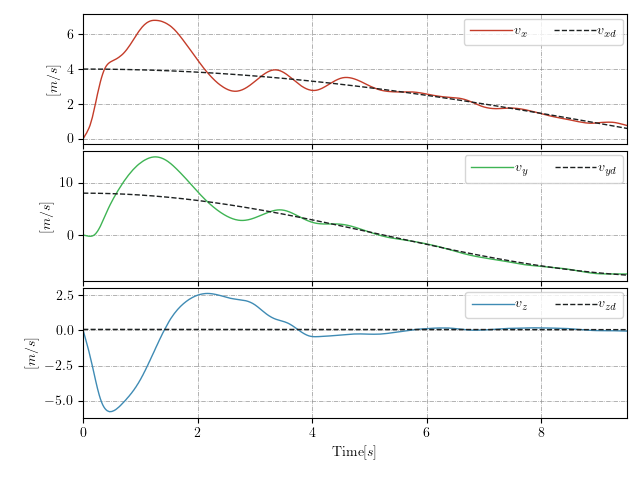 6
4
2
0
[m/s]
v_x v_xd
10
0
[m/s]
v_y v_yd
2.5
0.0
−2.5
−5.0
[m/s]
v_z v_zd
0 2 4 6 8
Time[s]